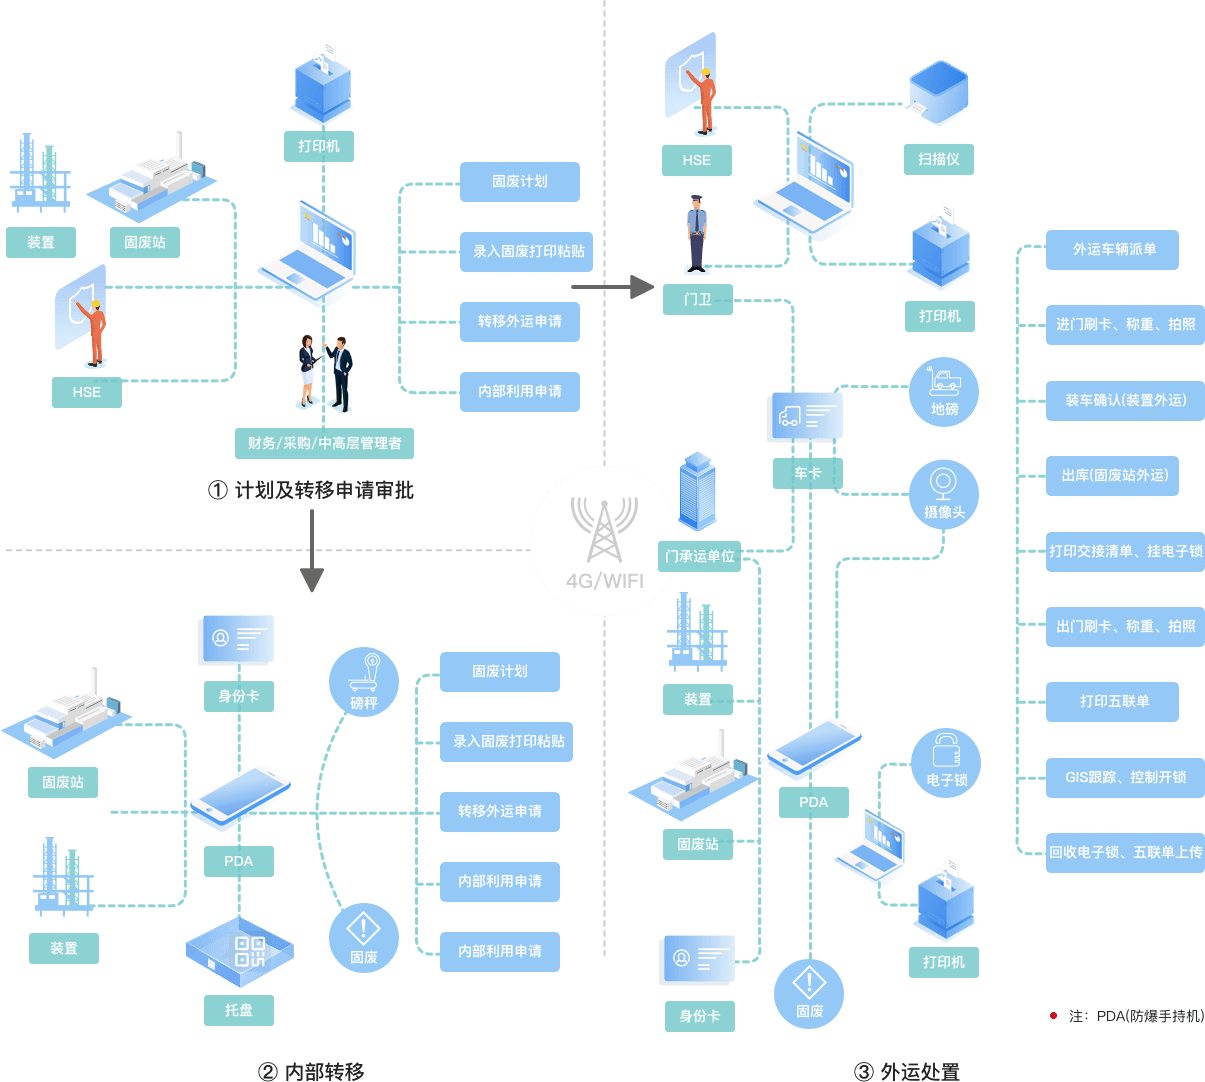 打印机
装置
固废站
HSE
固废计划
录入固废打印粘贴
转移外运申请
内部利用申请
财务/采购/中高层管理者
① 计划及转移申请审批
4G/WIFI
身份卡
磅秤
固废站
PDA
装置
托盘
固废
固废计划
录入固废打印粘贴
转移外运申请
内部利用申请
内部利用申请
② 内部转移
HSE
扫描仪
门卫
打印机
地磅
车卡
摄像头
门承运单位
装置
PDA
固废站
电子锁
打印机
身份卡
固废
外运车辆派单
进门刷卡、称重、拍照
装车确认(装置外运)
出库(固废站外运)
打印交接清单、挂电子锁
出门刷卡、称重、拍照
打印五联单
GIS跟踪、控制开锁
回收电子锁、五联单上传
注：PDA(防爆手持机)
③ 外运处置